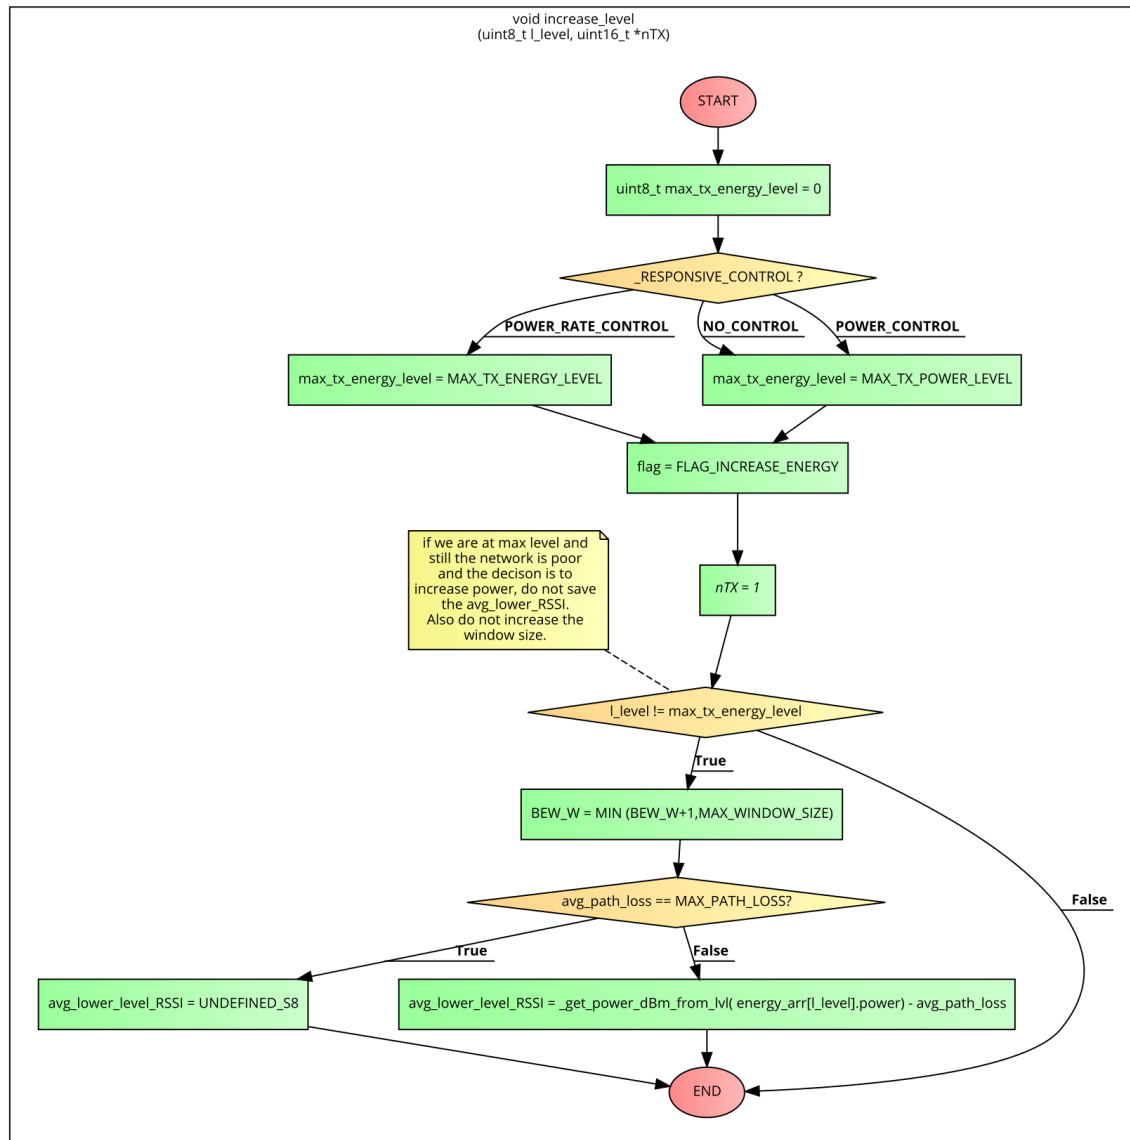 void increase_level
(uint8_t l_level, uint16_t *nTX)
START
uint8_t max_tx_energy_level = 0
_RESPONSIVE_CONTROL ?
POWER_RATE_CONTROL
NO_CONTROL
POWER_CONTROL
max_tx_energy_level = MAX_TX_ENERGY_LEVEL
max_tx_energy_level = MAX_TX_POWER_LEVEL
flag = FLAG_INCREASE_ENERGY
if we are at max level and
still the network is poor
and the decison is to
increase power, do not save
the avg_lower_RSSI.
Also do not increase the
window size.
nTX = 1
l_level != max_tx_energy_level
True
BEW_W = MIN (BEW_W+1,MAX_WINDOW_SIZE)
avg_path_loss == MAX_PATH_LOSS?
False
True
False
avg_lower_level_RSSI = UNDEFINED_S8
avg_lower_level_RSSI = _get_power_dBm_from_lvl( energy_arr[l_level].power) - avg_path_loss
END